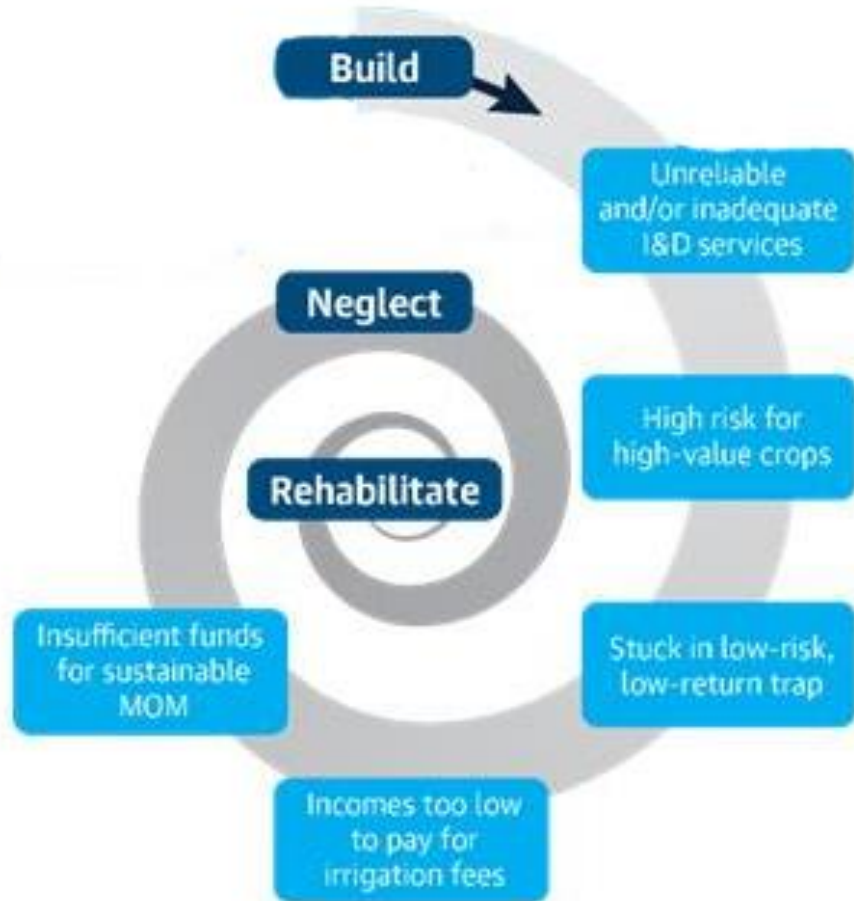 Build
Unreliable
and/or inadequate
I&D services
High risk for
high-value crops
Stuck in low-risk,
low-return trap
Incomes too low
to pay for
irrigation fees
Insufficient funds
for sustainable
MOM
Neglect
Rehabilitate